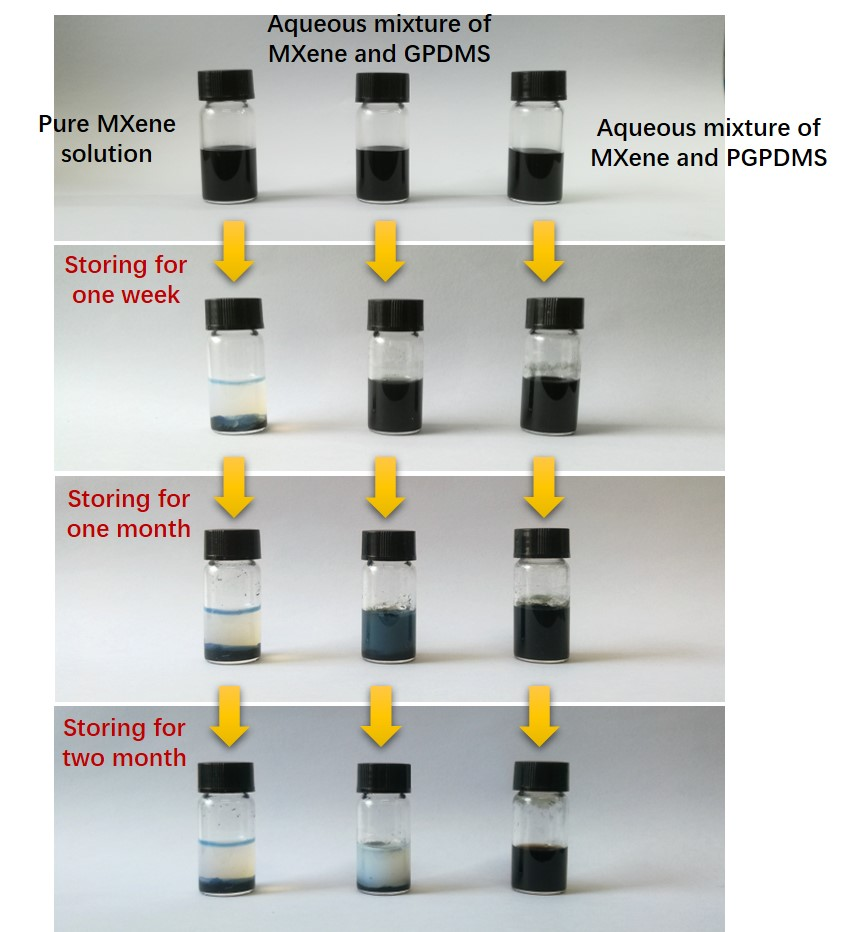 Aqueous mixture of
MXene and GPDMS
Pure MXene
solution
Aqueous mixture of
MXene and PGPDMS
Storing for
one week
Storing for
one month
Storing for
two month